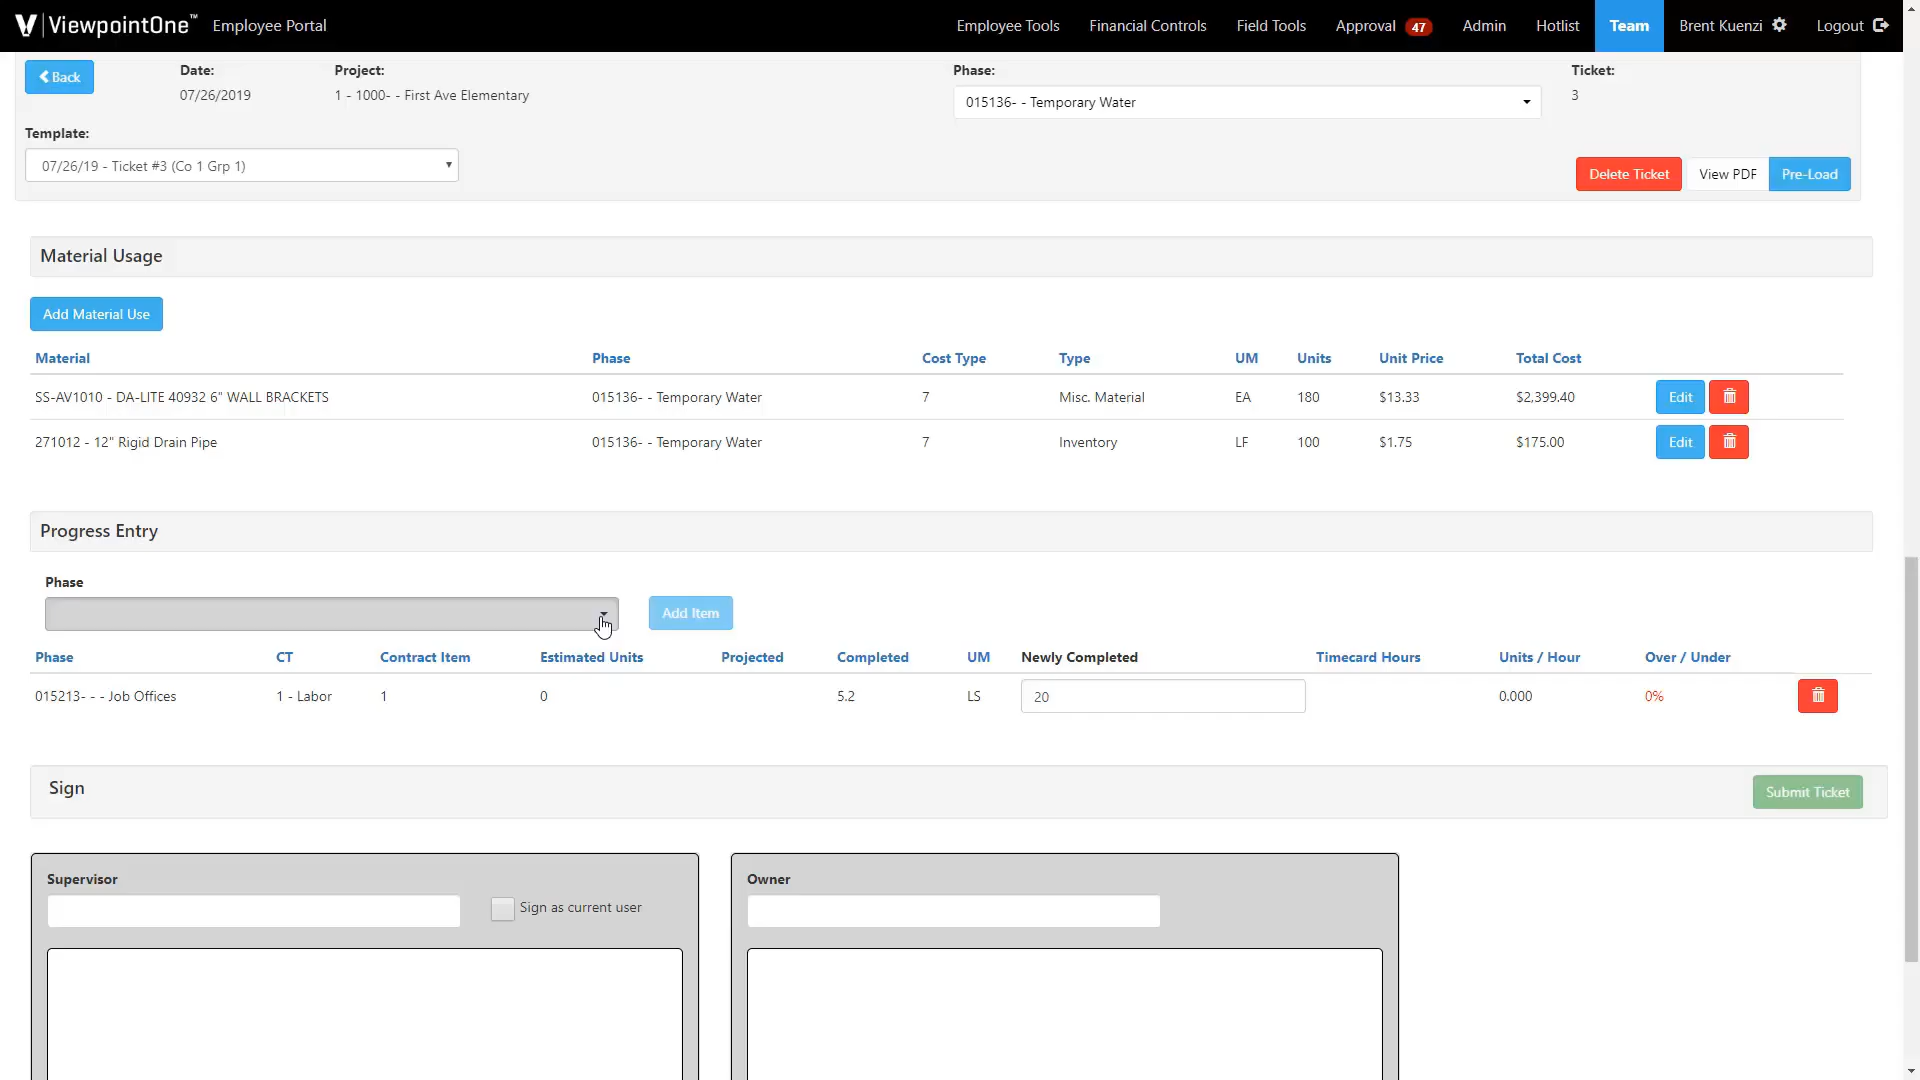 ViewpointOne™ Employee Portal Employee Tools Financial Controls Field Tools Approval 47 Admin Hotlist Team Brent Kuenzi Logout
Back Date: Project: Phase: Ticket:
07/26/2019 1 - 1000- - First Ave Elementary 015136- - Temporary Water 3
Template:
07/26/19 - Ticket #3 (Co 1 Grp 1) Delete Ticket View PDF Pre-Load
Material Usage
Add Material Use
Material Phase Cost Type Type UM Units Unit Price Total Cost
SS-AV1010 - DA-LITE 40932 6" WALL BRACKETS 015136- - Temporary Water 7 Misc. Material EA 180 $13.33 $2,399.40 Edit
271012 - 12" Rigid Drain Pipe 015136- - Temporary Water 7 Inventory LF 100 $1.75 $175.00 Edit
Progress Entry
Phase
Add Item
Phase CT Contract Item Estimated Units Projected Completed UM Newly Completed Timecard Hours Units / Hour Over / Under
015213- - - Job Offices 1 - Labor 1 0 5.2 LS 20 0.000 0%
Sign Submit Ticket
Supervisor Owner
Sign as current user